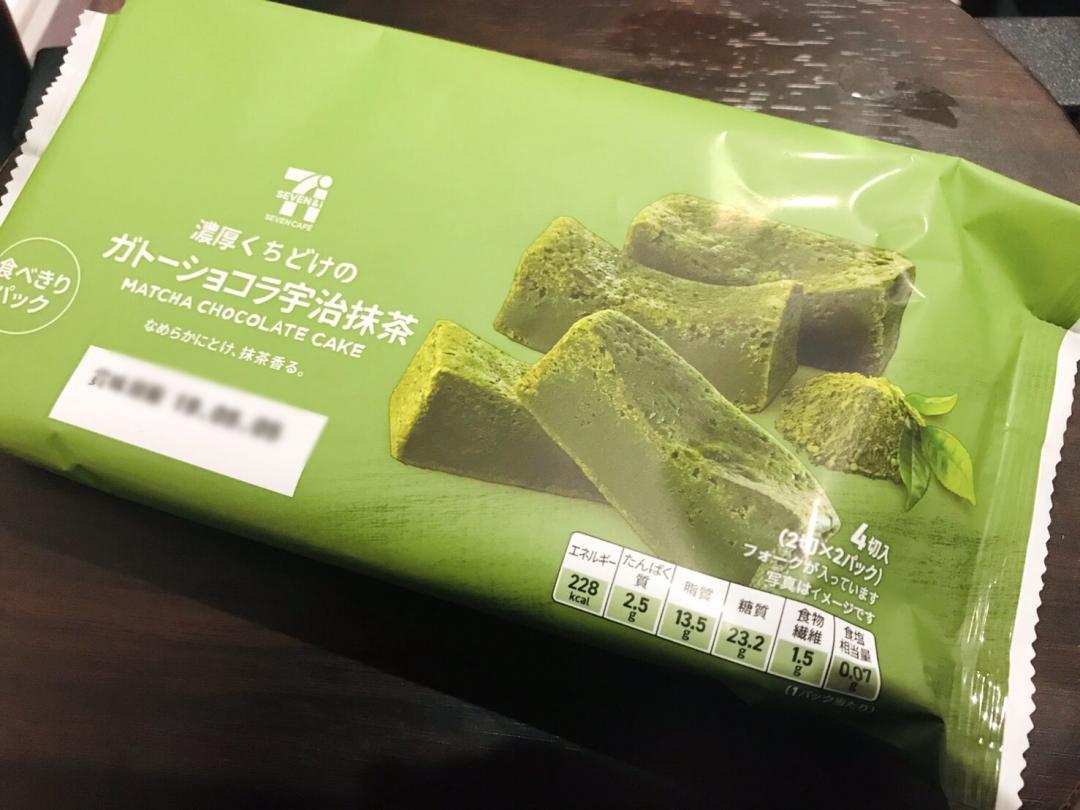 SEVEN&i
SEVEN CAFÉ
濃厚くちどけの
ガトーショコラ宇治抹茶
MATCHA CHOCOLATE CAKE
なめらかにとけ、抹茶香る。
食べきり
パック
4切入
(2切×2パック)
フォークが入っています
写真はイメージです
エネルギー
228
kcal
たんぱく
質
2.5
g
脂質
13.5
g
糖質
23.2
g
食物
繊維
1.5
g
食塩
相当量
0.07
g
(1パック当たり)